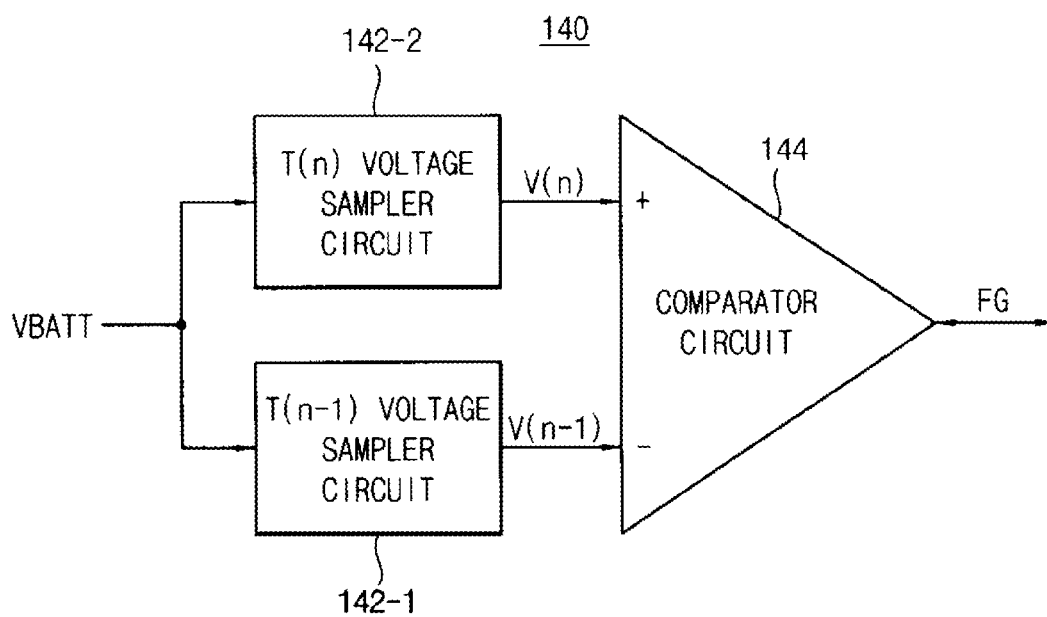 140
142-2
T(n) VOLTAGE
SAMPLER
CIRCUIT
V(n)
+
144
VBATT
COMPARATOR
CIRCUIT
FG
T(n-1) VOLTAGE
SAMPLER
CIRCUIT
V(n-1)
-
142-1